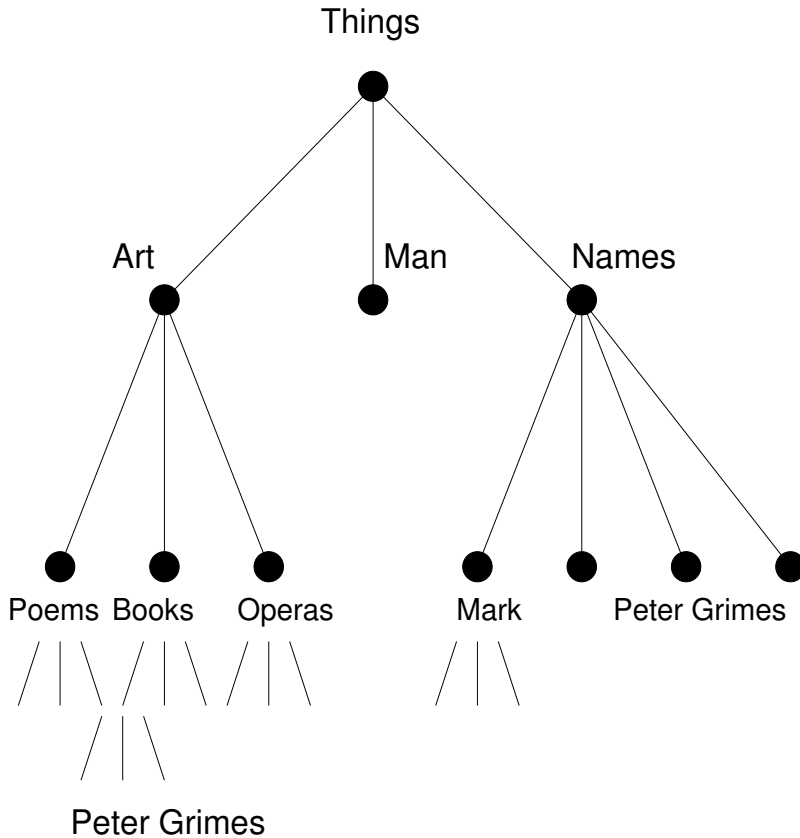 Things
Art
Man
Names
Poems
Books
Operas
Mark
Peter Grimes
Peter Grimes